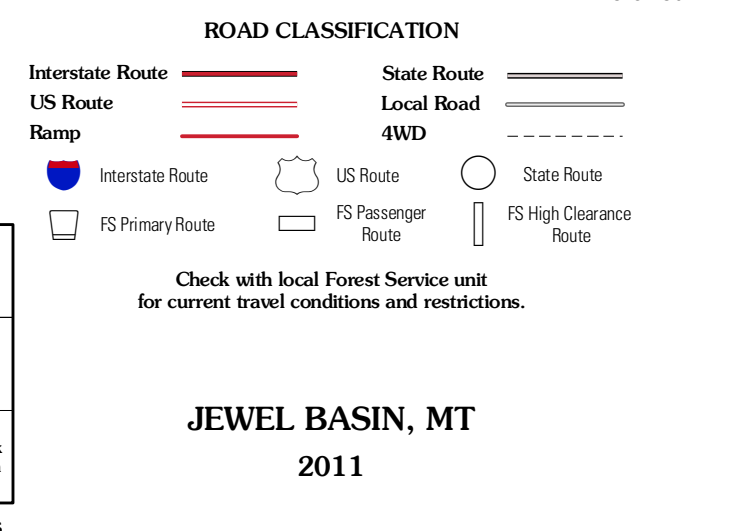 ROAD CLASSIFICATION
Interstate Route
State Route
US Route
Local Road
Ramp
4WD
Interstate Route
US Route
State Route
FS Primary Route
FS Passenger
Route
FS High Clearance
Route
Check with local Forest Service unit
for current travel conditions and restrictions.
JEWEL BASIN, MT
2011